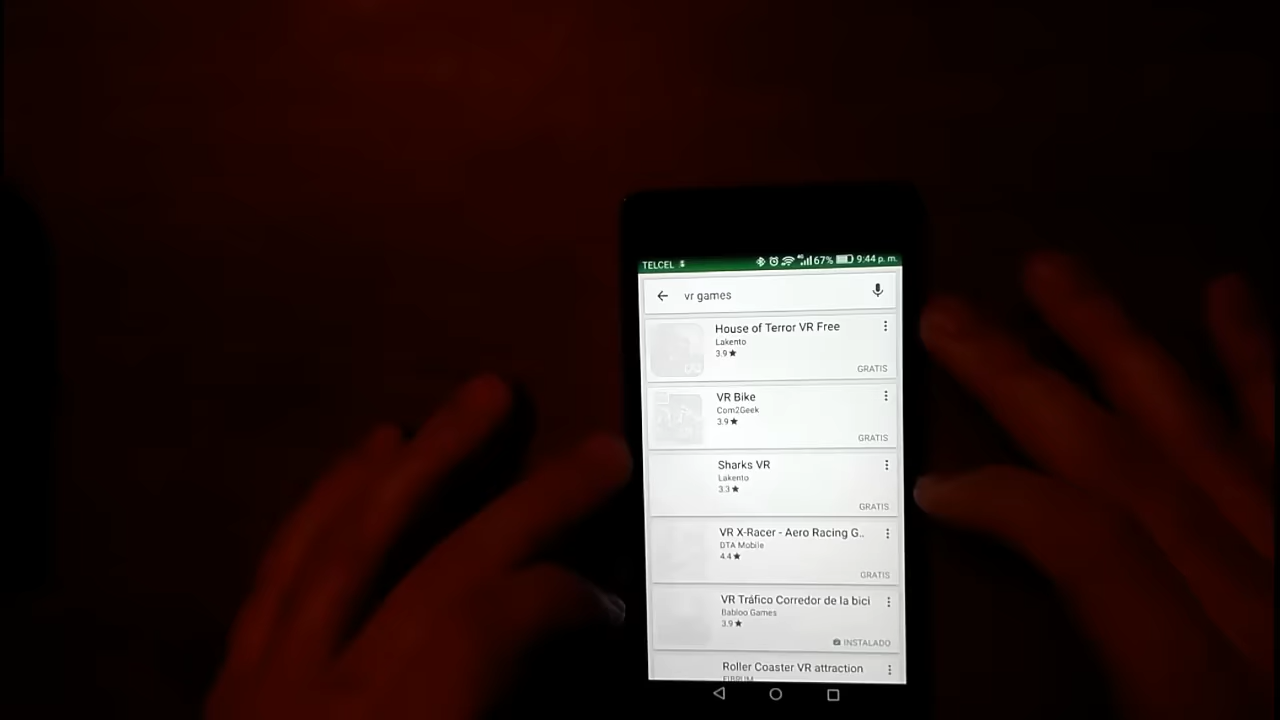 TELCEL 4G 67% 9:44 p. m.
vr games
House of Terror VR Free
Lakento
3.9★
GRATIS
VR Bike
Com2Geek
3.9★
GRATIS
Sharks VR
Lakento
3.3★
GRATIS
VR X-Racer - Aero Racing G..
DTA Mobile
4.4★
GRATIS
VR Tráfico Corredor de la bici
Babloo Games
3.9★
INSTALADO
Roller Coaster VR attraction
FIBRUM